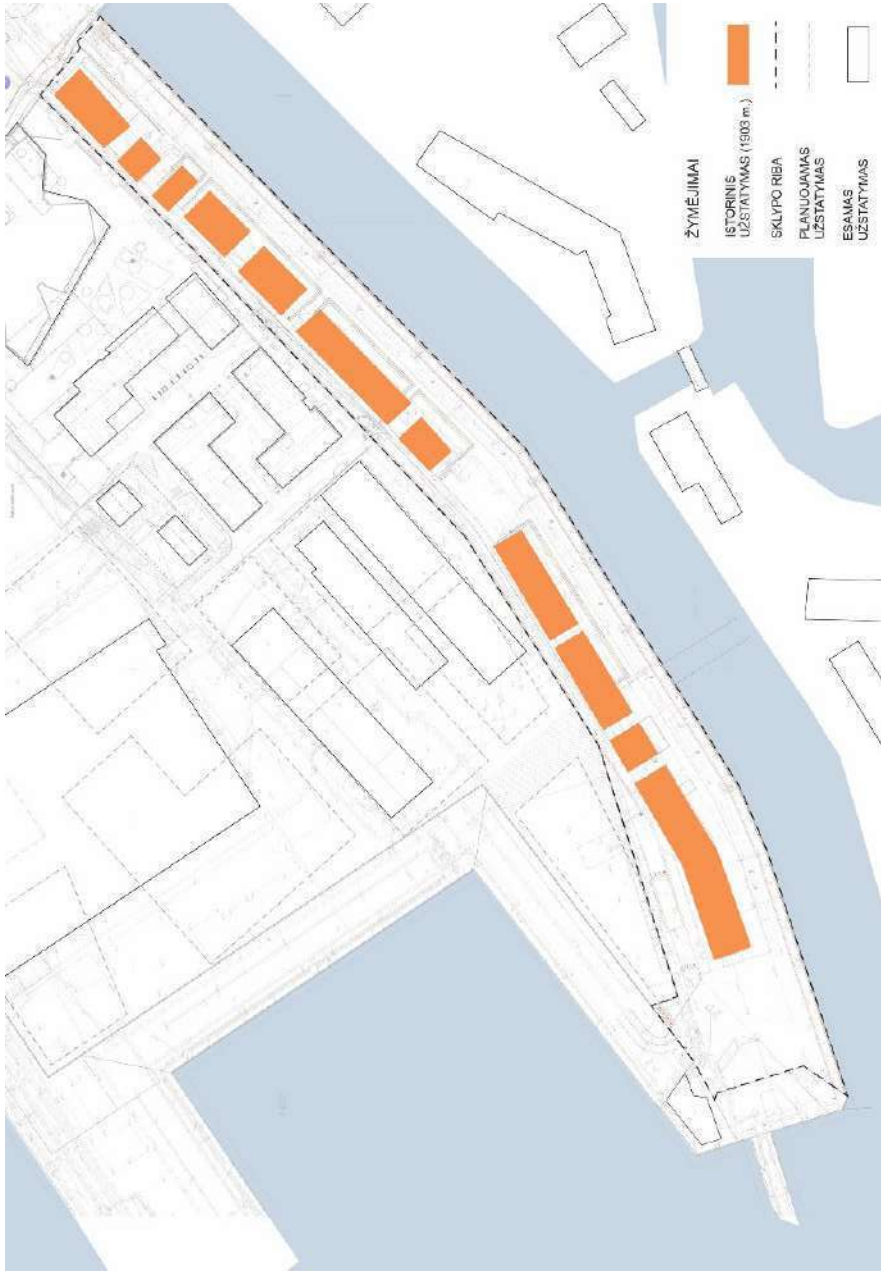 ŽYMĖJIMAI
ISTORINIS
UŽSTATYMAS (1903 m.)
SKLYPO RIBA
PLANUOJAMAS
UŽSTATYMAS
ESAMAS
UŽSTATYMAS